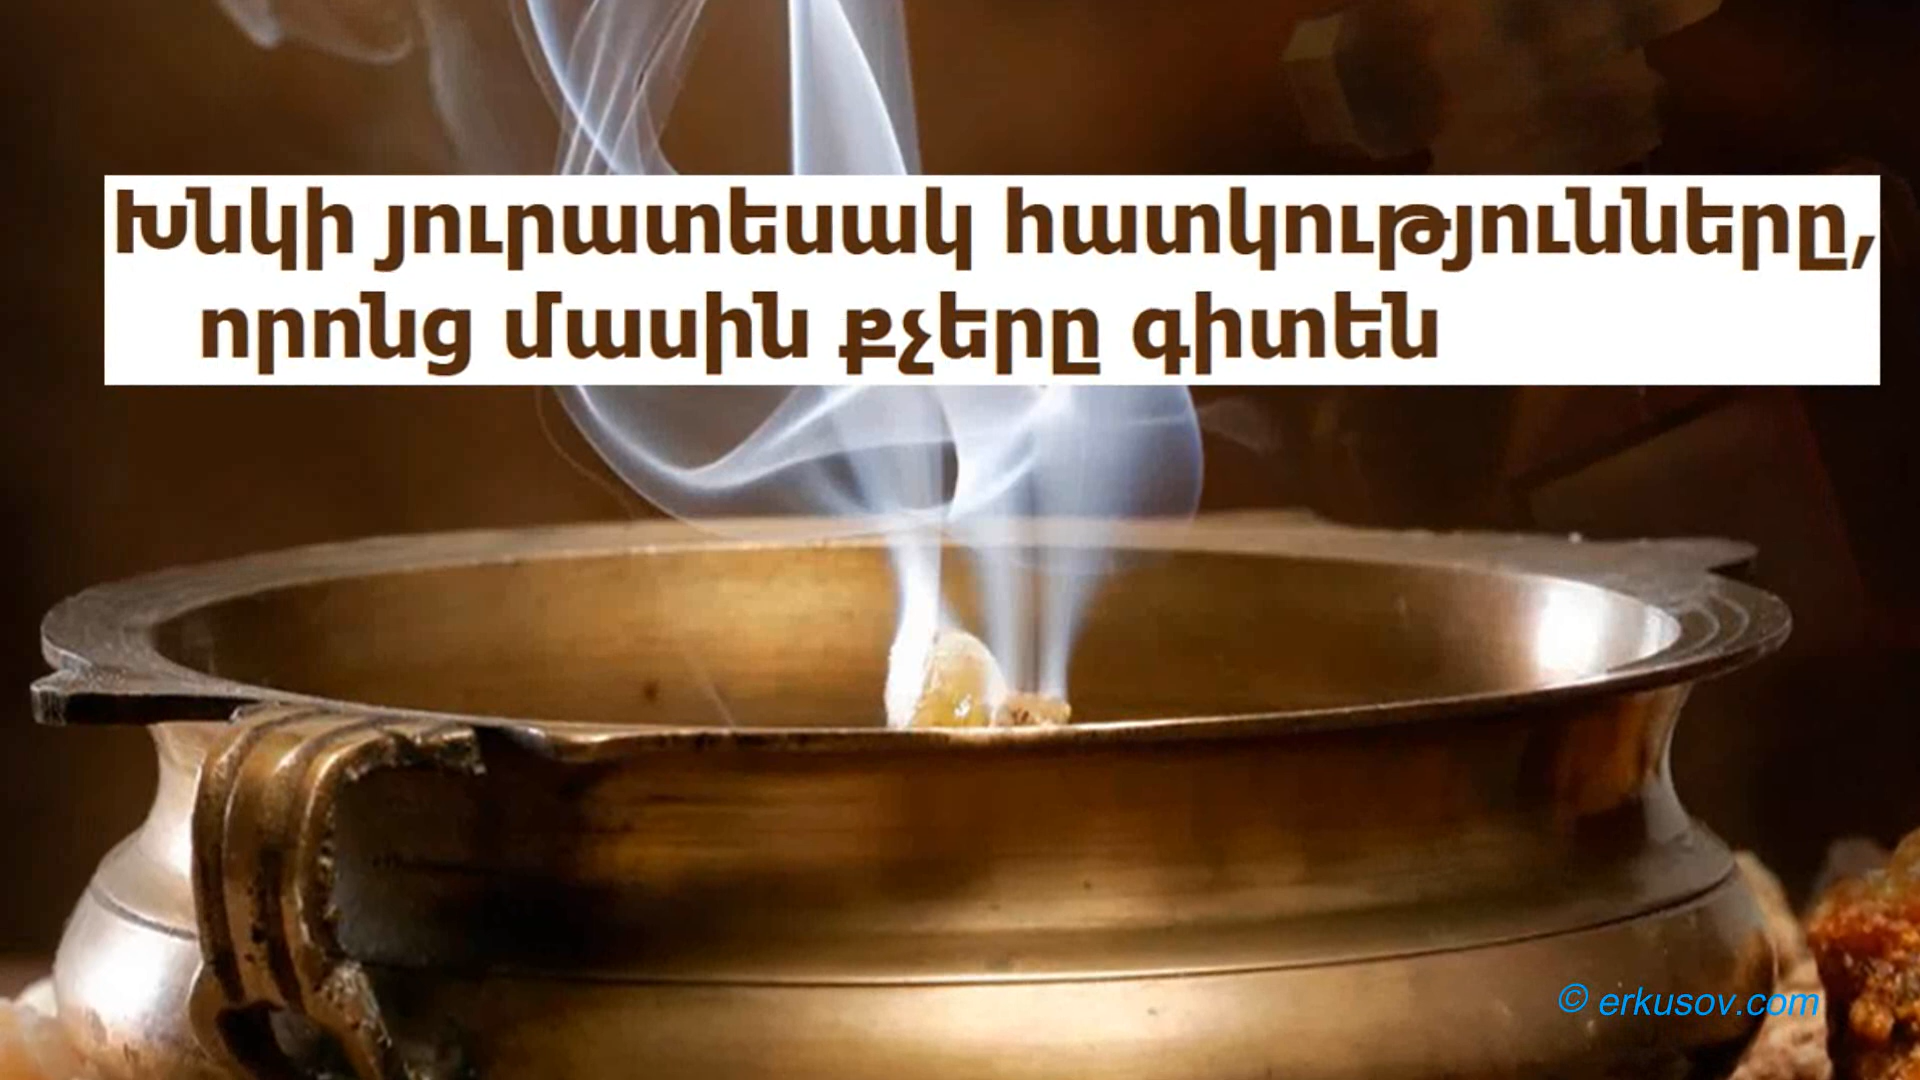 Խնկի յուրատեսակ հատկությունները,
որոնց մասին քչերը գիտեն
© erkusov.com